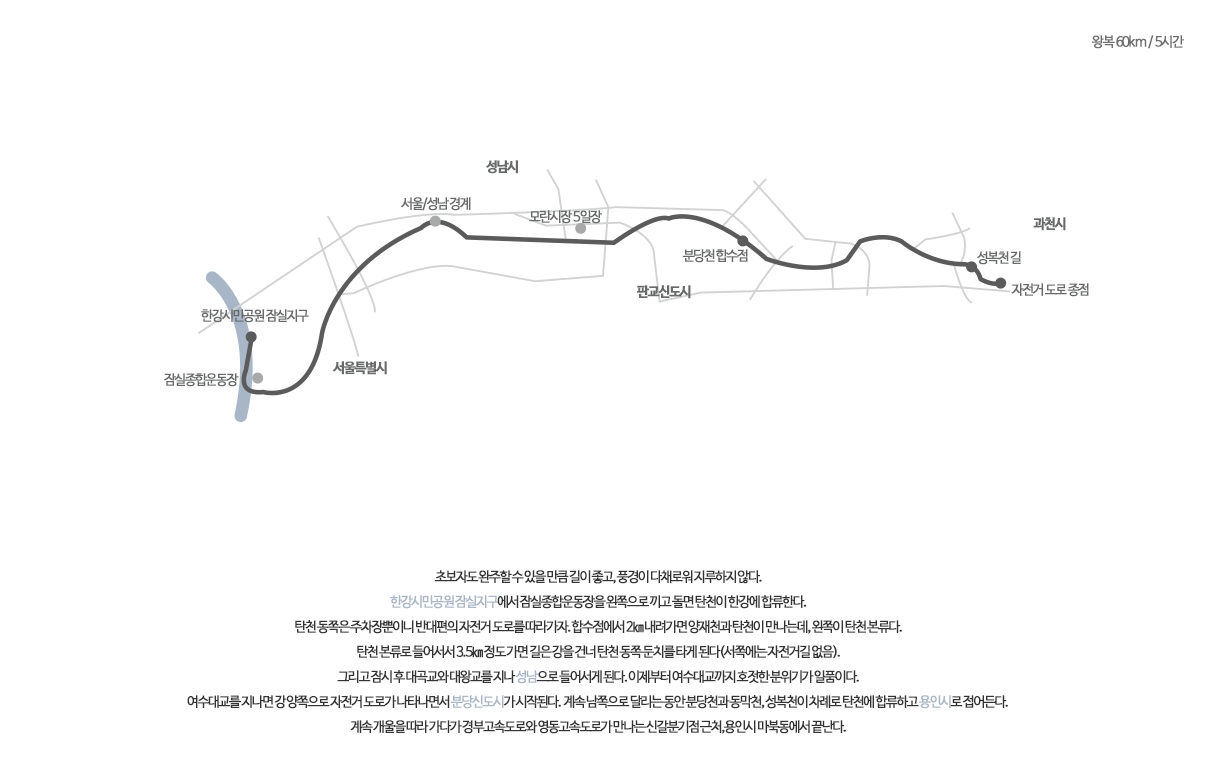 왕복 60km / 5시간
성남시
서울/성남 경계
모란시장 5일장
과천시
분당천 합수점
성복천 길
판교신도시
자전거 도로 종점
한강시민공원 잠실지구
서울특별시
잠실종합운동장
초보자도 완주할 수 있을 만큼 길이 좋고, 풍경이 다채로워 지루하지 않다.
한강시민공원 잠실지구에서 잠실종합운동장을 왼쪽으로 끼고 돌면 탄천이 한강에 합류한다.
탄천 동쪽은 주차장뿐이니 반대편의 자전거 도로를 따라가자. 합수점에서 2㎞ 내려가면 양재천과 탄천이 만나는데, 왼쪽이 탄천 본류다.
탄천 본류로 들어서서 3.5㎞ 정도 가면 길은 강을 건너 탄천 동쪽 둔치를 타게 된다(서쪽에는 자전거길 없음).
그리고 잠시 후 대곡교와 대왕교를 지나 성남으로 들어서게 된다. 이제부터 여수대교까지 호젓한 분위기가 일품이다.
여수대교를 지나면 강 양쪽으로 자전거 도로가 나타나면서 분당신도시가 시작된다. 계속 남쪽으로 달리는 동안 분당천과 동막천, 성복천이 차례로 탄천에 합류하고 용인시로 접어든다.
계속 개울을 따라 가다가 경부고속도로와 영동고속도로가 만나는 신갈분기점 근처,용인시 마북동에서 끝난다.